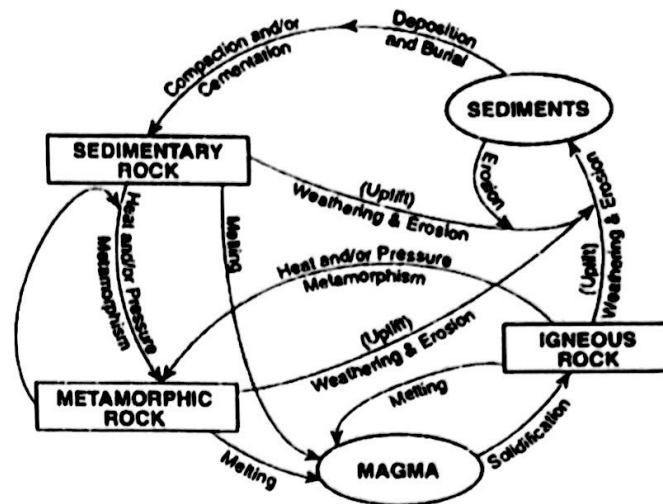 Deposition
and Burial
Compaction and/or
Cementation
SEDIMENTS
SEDIMENTARY
ROCK
Erosion
(Uplift)
Weathering & Erosion
(Uplift)
Weathering & Erosion
Heat and/or Pressure
Metamorphism
Melting
Heat and/or Pressure
Metamorphism
(Uplift)
Weathering & Erosion
IGNEOUS
ROCK
METAMORPHIC
ROCK
Melting
Solidification
Melting
MAGMA